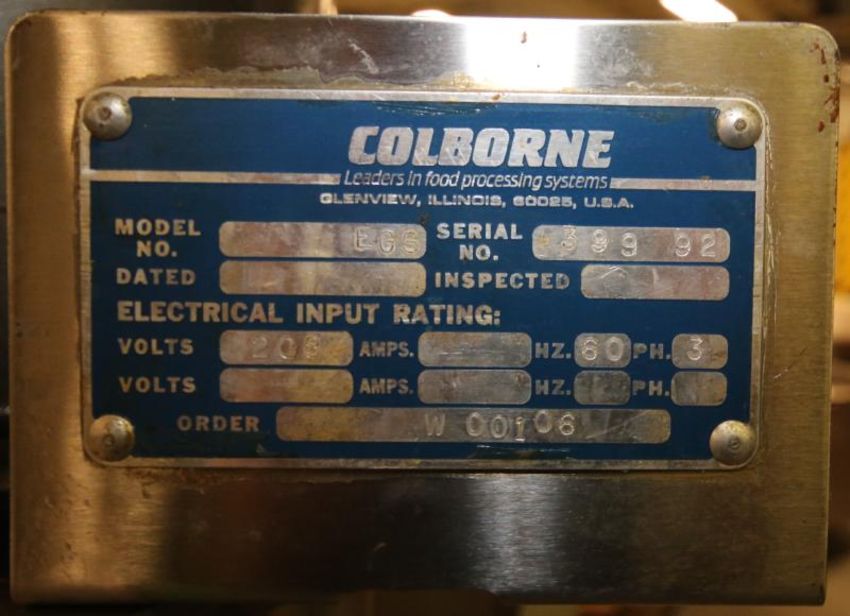 COLBORNE
Leaders in food processing systems
GLENVIEW, ILLINOIS, 60025, U.S.A.
MODEL NO. EGS SERIAL NO. 399 92
DATED INSPECTED
ELECTRICAL INPUT RATING:
VOLTS 208 AMPS. HZ. 60 PH. 3
VOLTS AMPS. HZ. PH.
ORDER W 00106